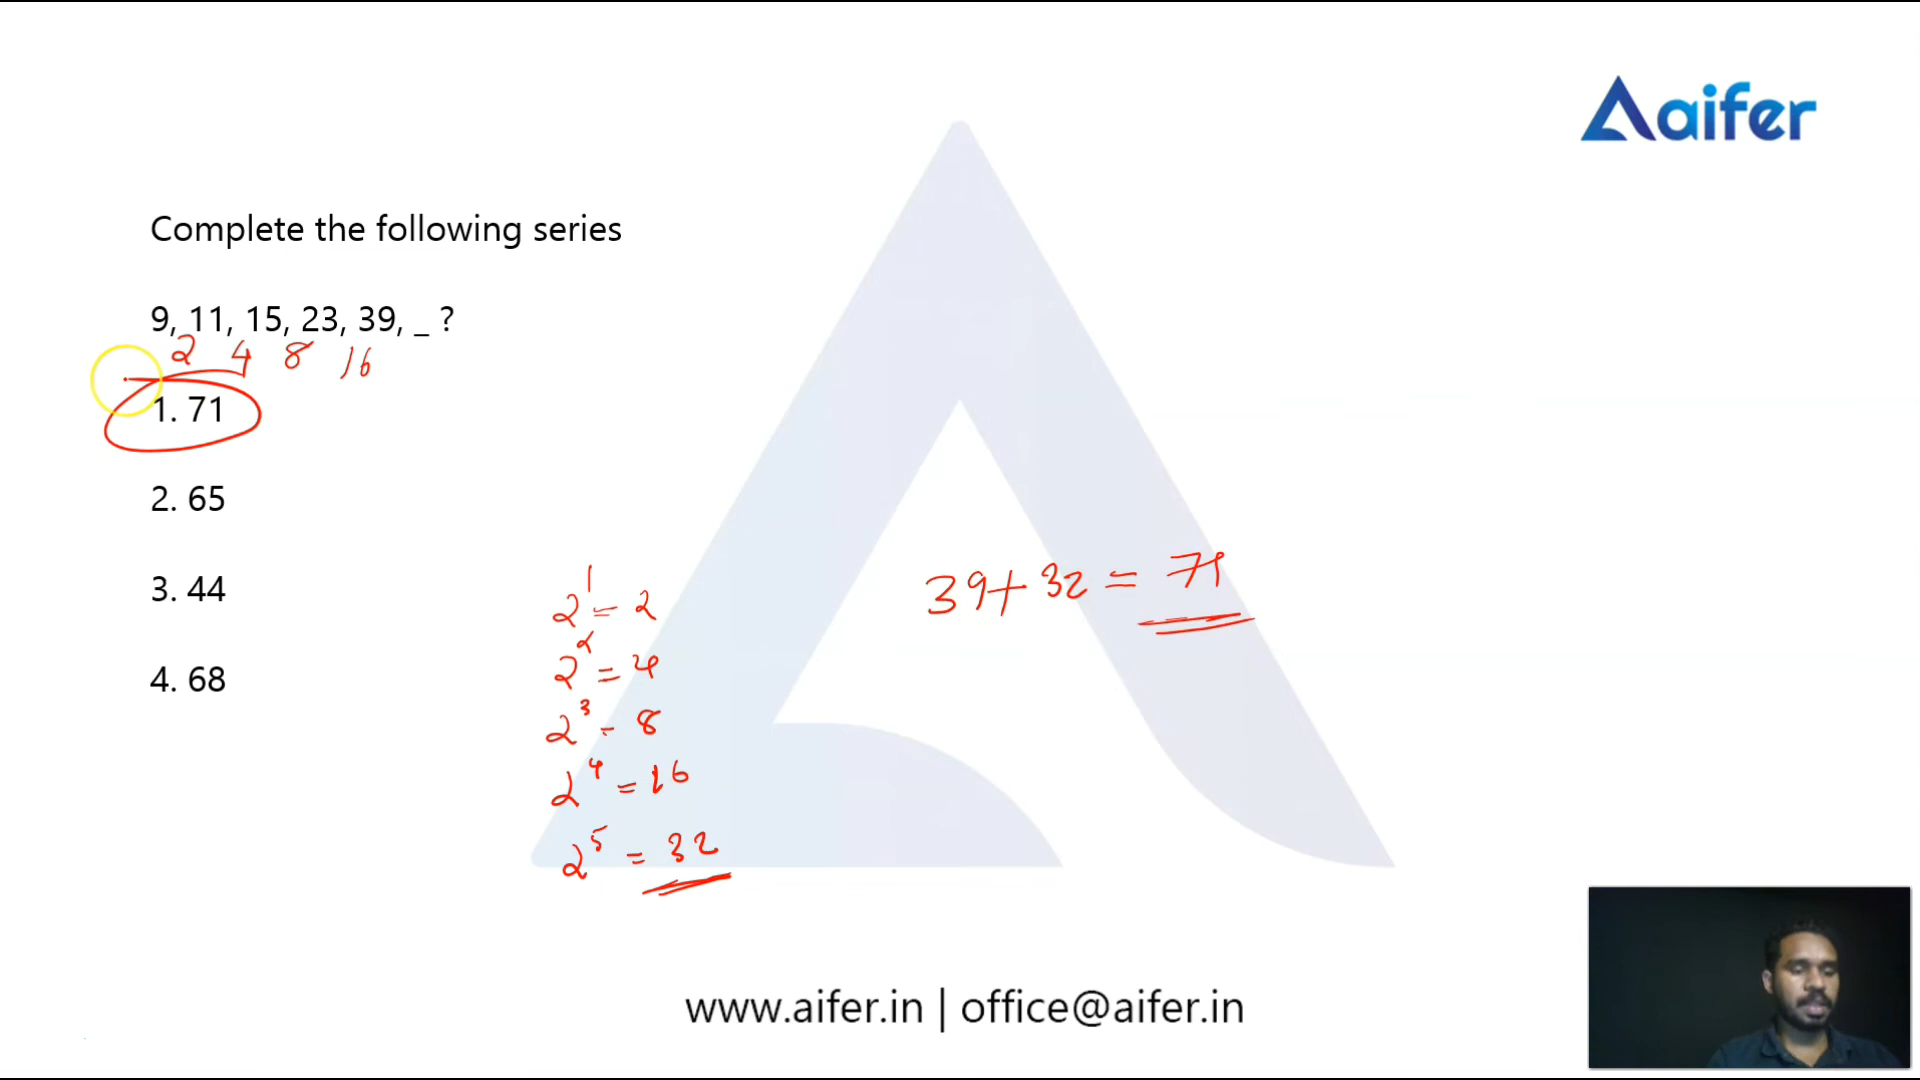 aifer
Complete the following series
9, 11, 15, 23, 39, _ ?
2 4 8 16
1. 71
2. 65
3. 44
4. 68
2¹ = 2
2² = 4
2³ = 8
2⁴ = 16
2⁵ = 32
39+32 = 71
www.aifer.in | office@aifer.in